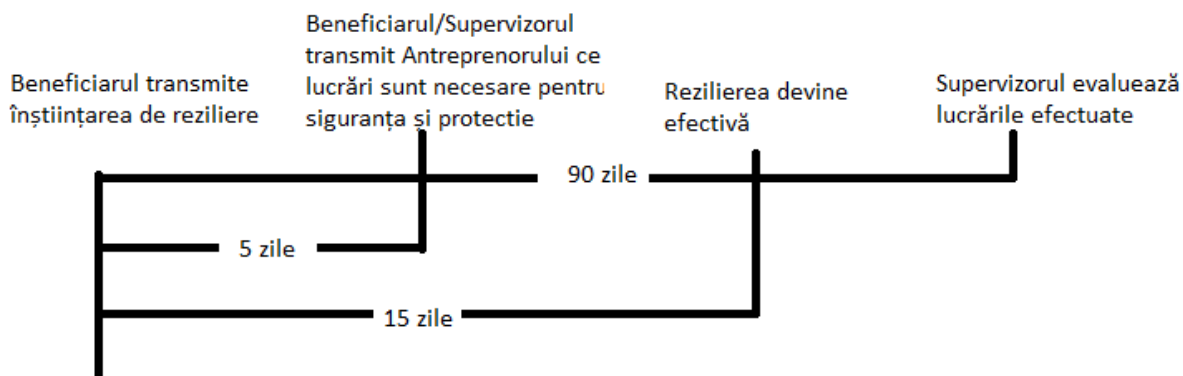 Beneficiarul transmite
înștiințarea de reziliere
Beneficiarul/Supervizorul
transmit Antreprenorului ce
lucrări sunt necesare pentru
siguranța și protectie
Rezilierea devine
efectivă
Supervizorul evaluează
lucrările efectuate
90 zile
5 zile
15 zile